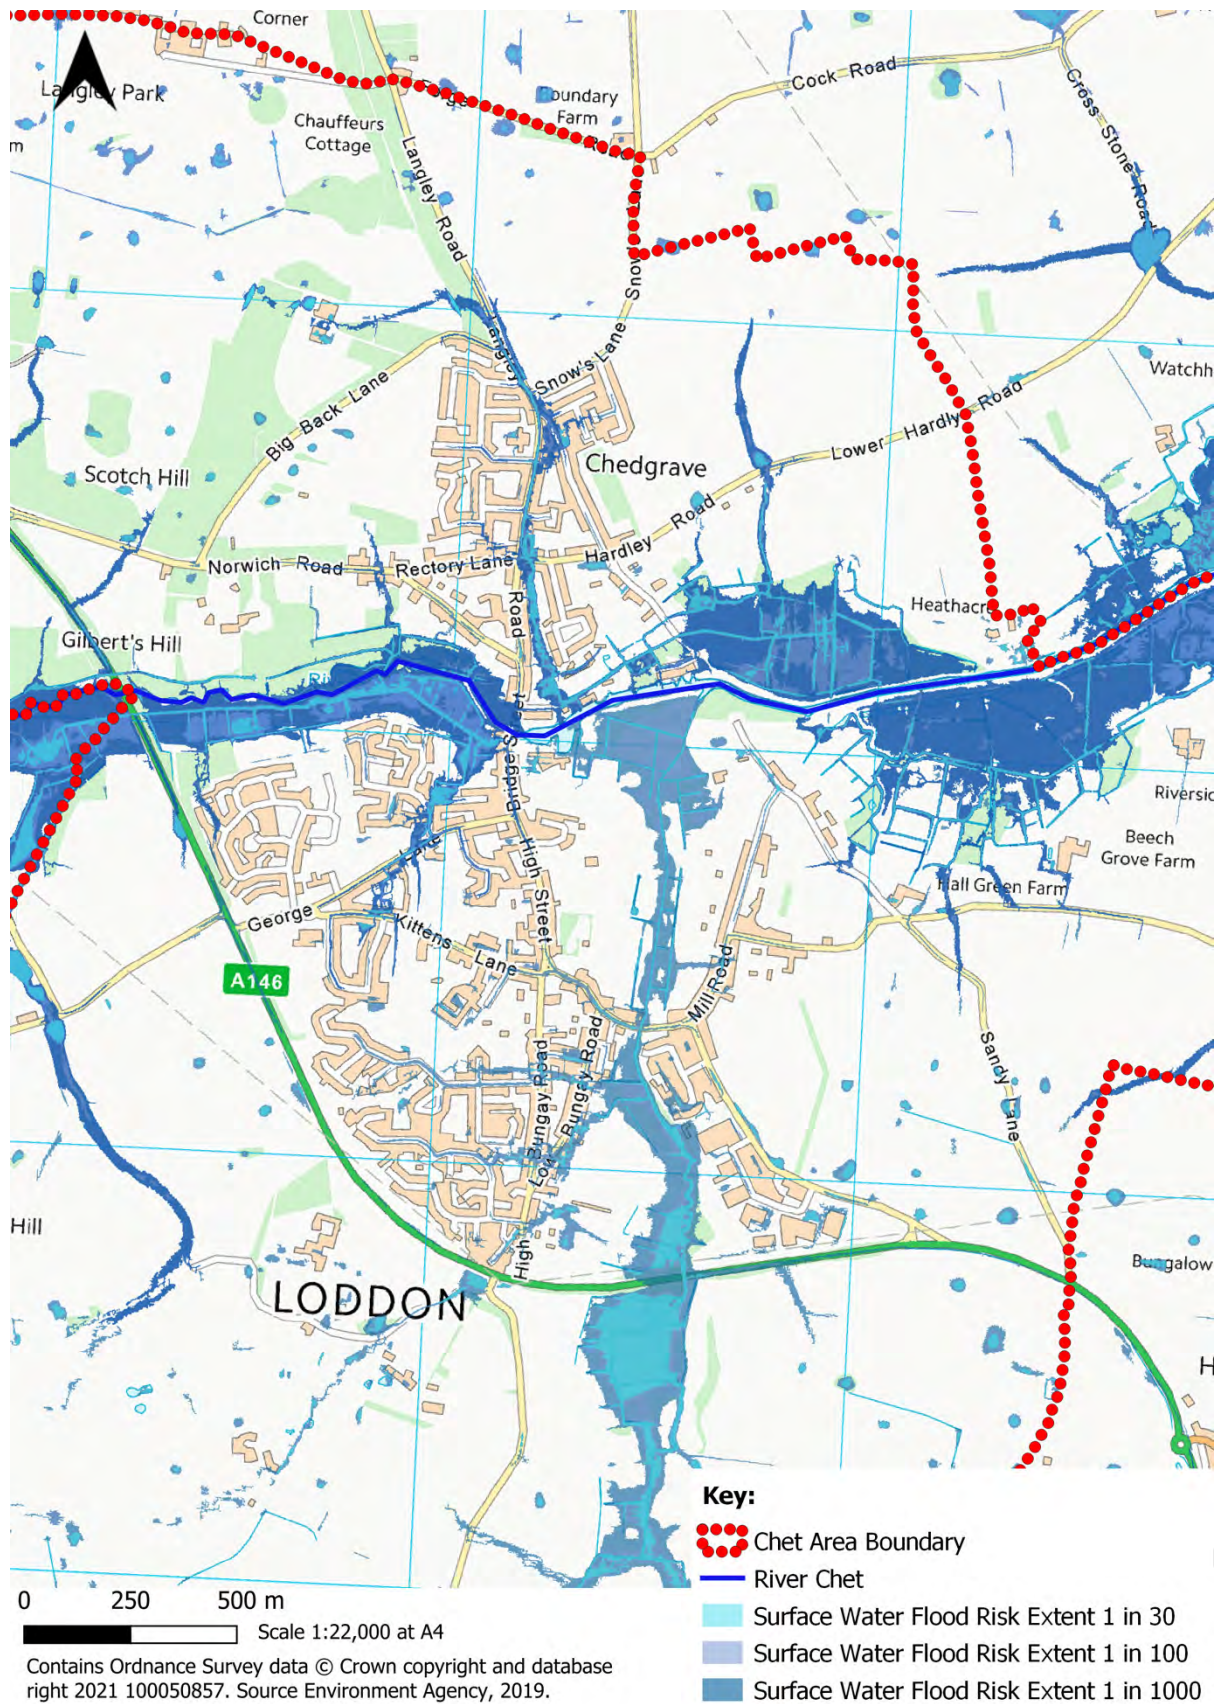 Corner
Langley Park
Chauffeurs
Cottage
Boundary
Farm
Road
Cock Road
Cross Stone Road
m
Langley Road
Snow's Lane
Langley
Snow's Lane
Big Back Lane
Lower Hardly Road
Watchh
Scotch Hill
Chedgrave
Norwich Road
Rectory Lane
Hardley Road
Road
Heathacre
Gilbert's Hill
Bridge Street
Riversid
Beech
Grove Farm
Hall Green Farm
George Lane
High Street
Kittens Lane
A146
Mill Road
Sandy Lane
High Bungay Road
Low Bungay Road
Hill
Bungalow
LODDON
H
Key:
Chet Area Boundary
River Chet
Surface Water Flood Risk Extent 1 in 30
Surface Water Flood Risk Extent 1 in 100
Surface Water Flood Risk Extent 1 in 1000
0 250 500 m
Scale 1:22,000 at A4
Contains Ordnance Survey data © Crown copyright and database
right 2021 100050857. Source Environment Agency, 2019.